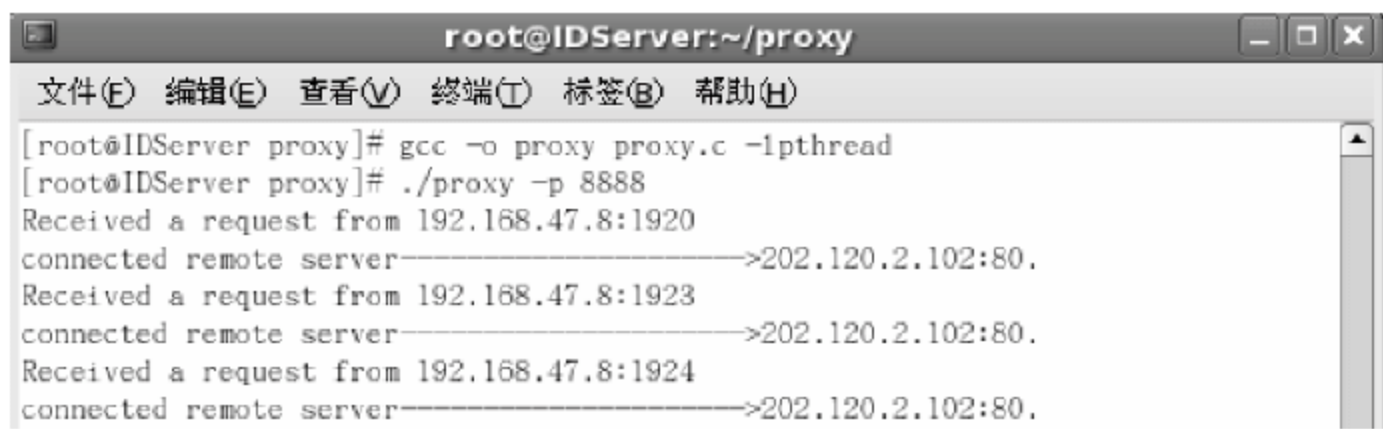 root@IDServer:~/proxy
文件(F) 编辑(E) 查看(V) 终端(T) 标签(B) 帮助(H)
[root@IDServer proxy]# gcc -o proxy proxy.c -1pthread
[root@IDServer proxy]# ./proxy -p 8888
Received a request from 192.168.47.8:1920
connected remote server--------------------->202.120.2.102:80.
Received a request from 192.168.47.8:1923
connected remote server--------------------->202.120.2.102:80.
Received a request from 192.168.47.8:1924
connected remote server--------------------->202.120.2.102:80.